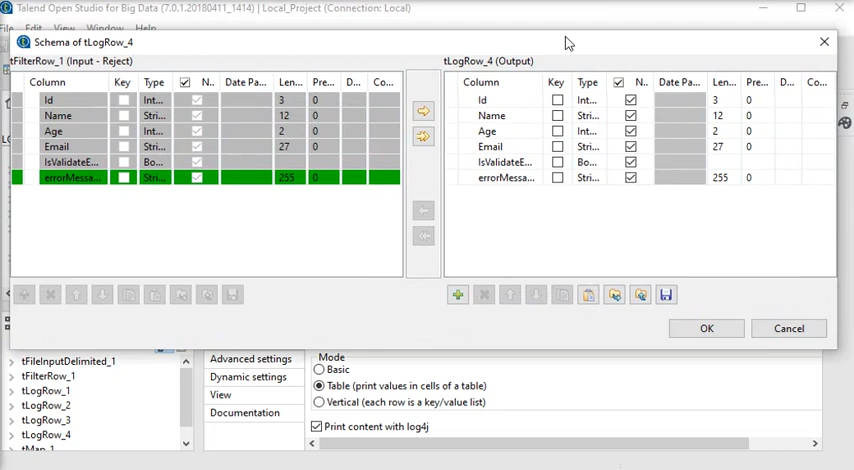 Talend Open Studio for Big Data (7.0.1.20180411_1414) | Local_Project (Connection: Local)
File Edit View Window Help
Schema of tLogRow_4
tFilterRow_1 (Input - Reject)
Column Key Type N.. Date Pa... Len... Pre... D... Co...
Id Int... 3 0
Name Stri... 12 0
Age Int... 2 0
Email Stri... 27 0
IsValidateE... Bo...
errorMessa... Stri... 255 0
tLogRow_4 (Output)
Column Key Type N.. Date Pa... Len... Pre... D... Co...
Id Int... 3 0
Name Stri... 12 0
Age Int... 2 0
Email Stri... 27 0
IsValidateE... Bo...
errorMessa... Stri... 255 0
OK Cancel
tFileInputDelimited_1
tFilterRow_1
tLogRow_1
tLogRow_2
tLogRow_3
tLogRow_4
tMap_1
Advanced settings
Dynamic settings
View
Documentation
Mode
Basic
Table (print values in cells of a table)
Vertical (each row is a key/value list)
Print content with log4j